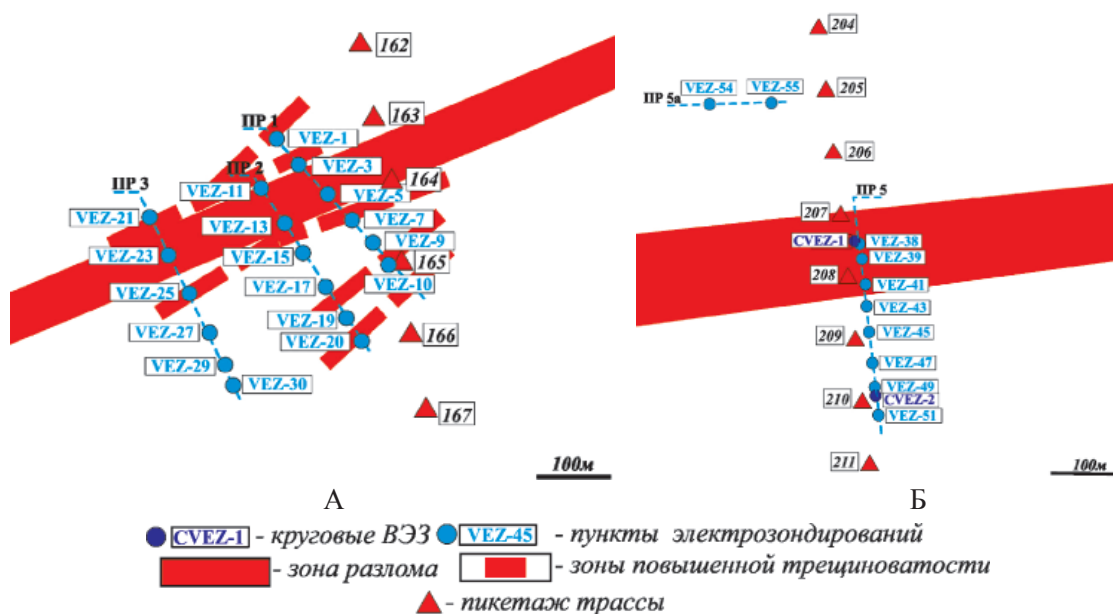 162
163
ПР 1
VEZ-1
VEZ-3
ПР 2
164
VEZ-11
VEZ-5
ПР 3
VEZ-21
VEZ-7
VEZ-13
VEZ-9
VEZ-23
VEZ-15
165
VEZ-10
VEZ-25
VEZ-17
VEZ-19
VEZ-27
166
VEZ-20
VEZ-29
VEZ-30
167
100м
А
204
VEZ-54
VEZ-55
205
ПР 5а
206
ПР 5
207
CVEZ-1
VEZ-38
VEZ-39
208
VEZ-41
VEZ-43
209
VEZ-45
VEZ-47
VEZ-49
210
CVEZ-2
VEZ-51
211
100м
Б
CVEZ-1 - круговые ВЭЗ VEZ-45 - пункты электрозондирований
- зона разлома - зоны повышенной трещиноватости
- пикетаж трассы